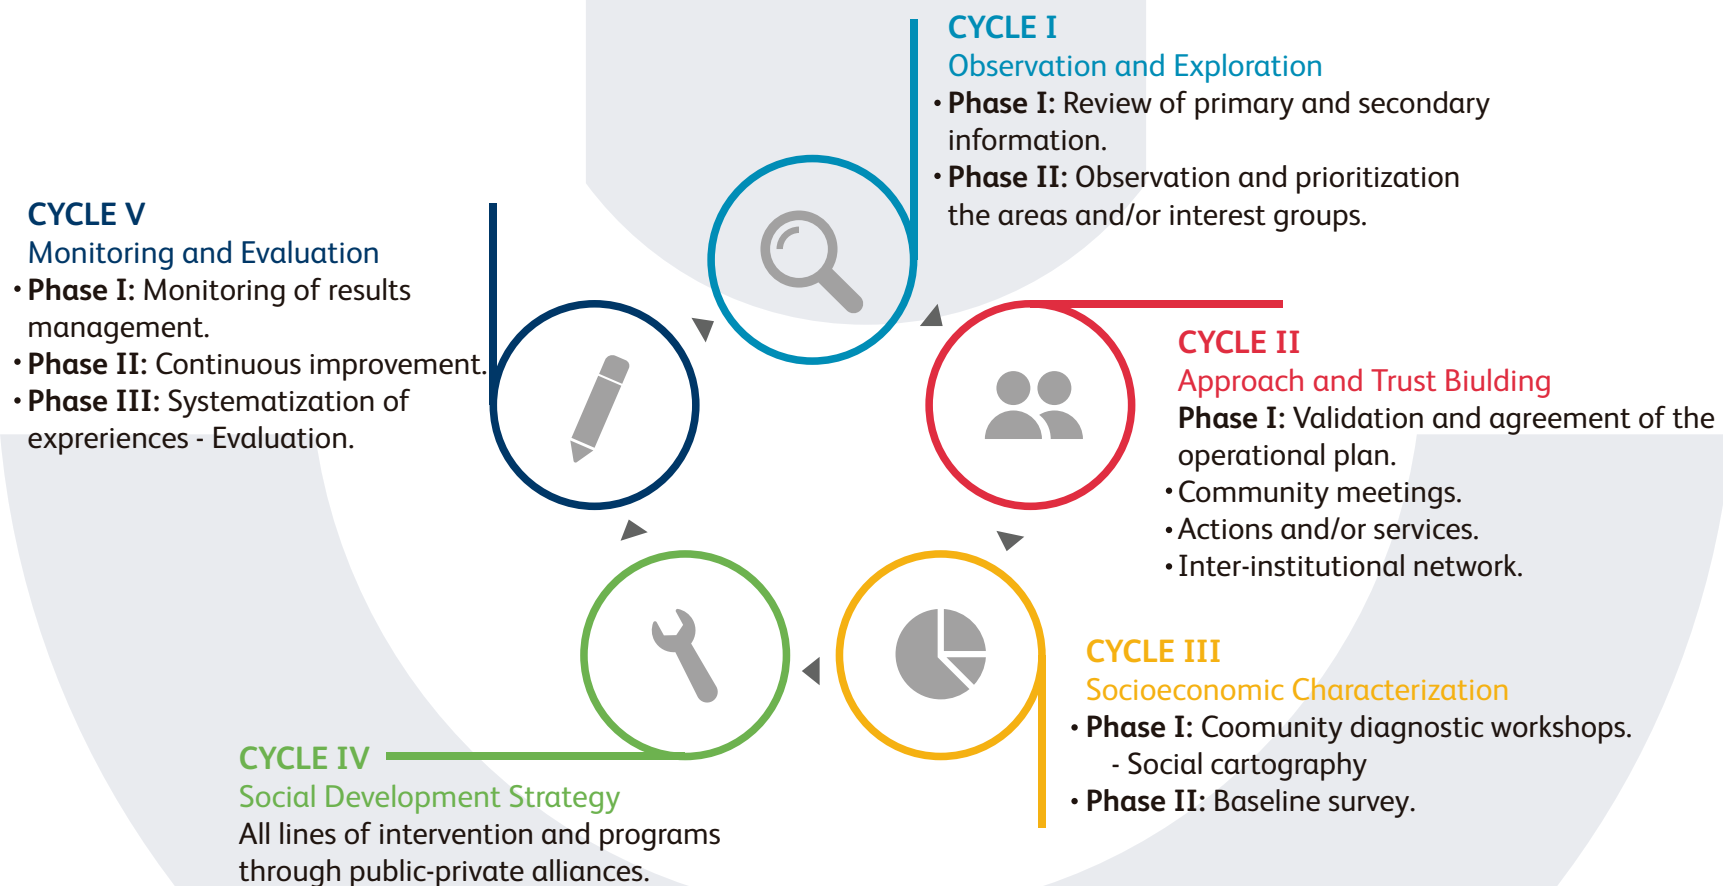 CYCLE I
Observation and Exploration
• Phase I: Review of primary and secondary
information.
• Phase II: Observation and prioritization
the areas and/or interest groups.
CYCLE II
Approach and Trust Biulding
Phase I: Validation and agreement of the
operational plan.
• Community meetings.
• Actions and/or services.
• Inter-institutional network.
CYCLE III
Socioeconomic Characterization
• Phase I: Coomunity diagnostic workshops.
- Social cartography
• Phase II: Baseline survey.
CYCLE IV
Social Development Strategy
All lines of intervention and programs
through public-private alliances.
CYCLE V
Monitoring and Evaluation
• Phase I: Monitoring of results
management.
• Phase II: Continuous improvement.
• Phase III: Systematization of
expreriences - Evaluation.